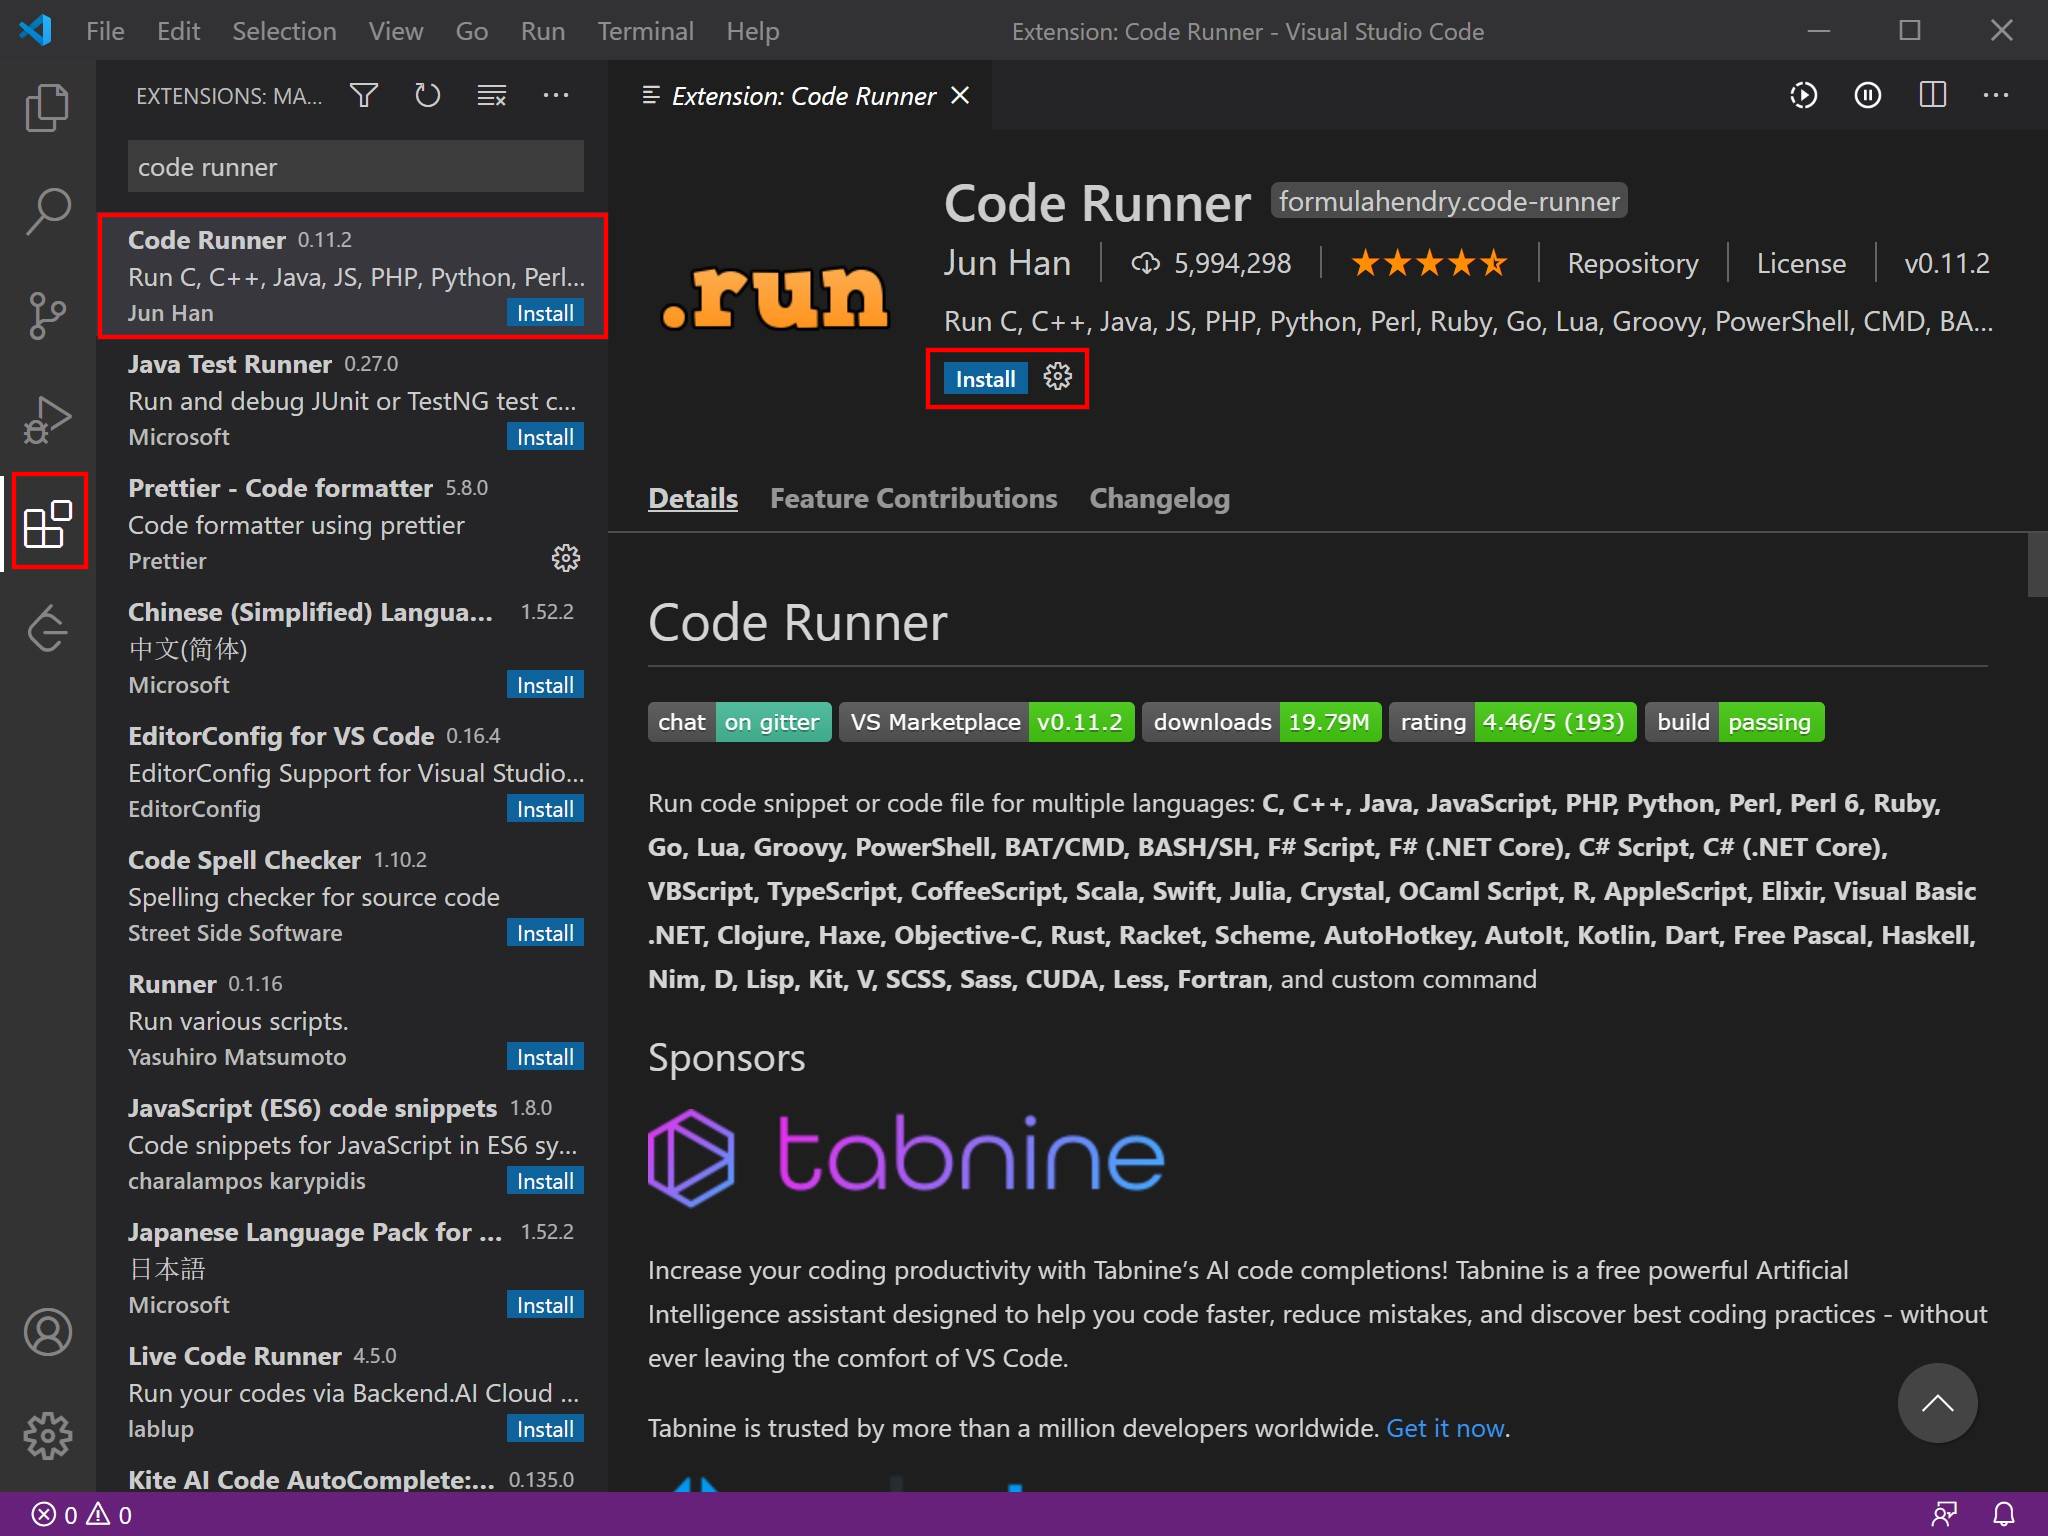 File Edit Selection View Go Run Terminal Help
Extension: Code Runner - Visual Studio Code
EXTENSIONS: MA...
code runner
Code Runner 0.11.2
Run C, C++, Java, JS, PHP, Python, Perl...
Jun Han Install
Java Test Runner 0.27.0
Run and debug JUnit or TestNG test c...
Microsoft Install
Prettier - Code formatter 5.8.0
Code formatter using prettier
Prettier
Chinese (Simplified) Langua... 1.52.2
中文(简体)
Microsoft Install
EditorConfig for VS Code 0.16.4
EditorConfig Support for Visual Studio...
EditorConfig Install
Code Spell Checker 1.10.2
Spelling checker for source code
Street Side Software Install
Runner 0.1.16
Run various scripts.
Yasuhiro Matsumoto Install
JavaScript (ES6) code snippets 1.8.0
Code snippets for JavaScript in ES6 sy...
charalampos karypidis Install
Japanese Language Pack for ... 1.52.2
日本語
Microsoft Install
Live Code Runner 4.5.0
Run your codes via Backend.AI Cloud ...
lablup Install
Kite AI Code AutoComplete:... 0.135.0
Extension: Code Runner
.run
Code Runner formulahendry.code-runner
Jun Han 5,994,298 Repository License v0.11.2
Run C, C++, Java, JS, PHP, Python, Perl, Ruby, Go, Lua, Groovy, PowerShell, CMD, BA...
Install
Details Feature Contributions Changelog
Code Runner
chat on gitter VS Marketplace v0.11.2 downloads 19.79M rating 4.46/5 (193) build passing
Run code snippet or code file for multiple languages: C, C++, Java, JavaScript, PHP, Python, Perl, Perl 6, Ruby,
Go, Lua, Groovy, PowerShell, BAT/CMD, BASH/SH, F# Script, F# (.NET Core), C# Script, C# (.NET Core),
VBScript, TypeScript, CoffeeScript, Scala, Swift, Julia, Crystal, OCaml Script, R, AppleScript, Elixir, Visual Basic
.NET, Clojure, Haxe, Objective-C, Rust, Racket, Scheme, AutoHotkey, AutoIt, Kotlin, Dart, Free Pascal, Haskell,
Nim, D, Lisp, Kit, V, SCSS, Sass, CUDA, Less, Fortran, and custom command
Sponsors
tabnine
Increase your coding productivity with Tabnine’s AI code completions! Tabnine is a free powerful Artificial
Intelligence assistant designed to help you code faster, reduce mistakes, and discover best coding practices - without
ever leaving the comfort of VS Code.
Tabnine is trusted by more than a million developers worldwide. Get it now.
0 0